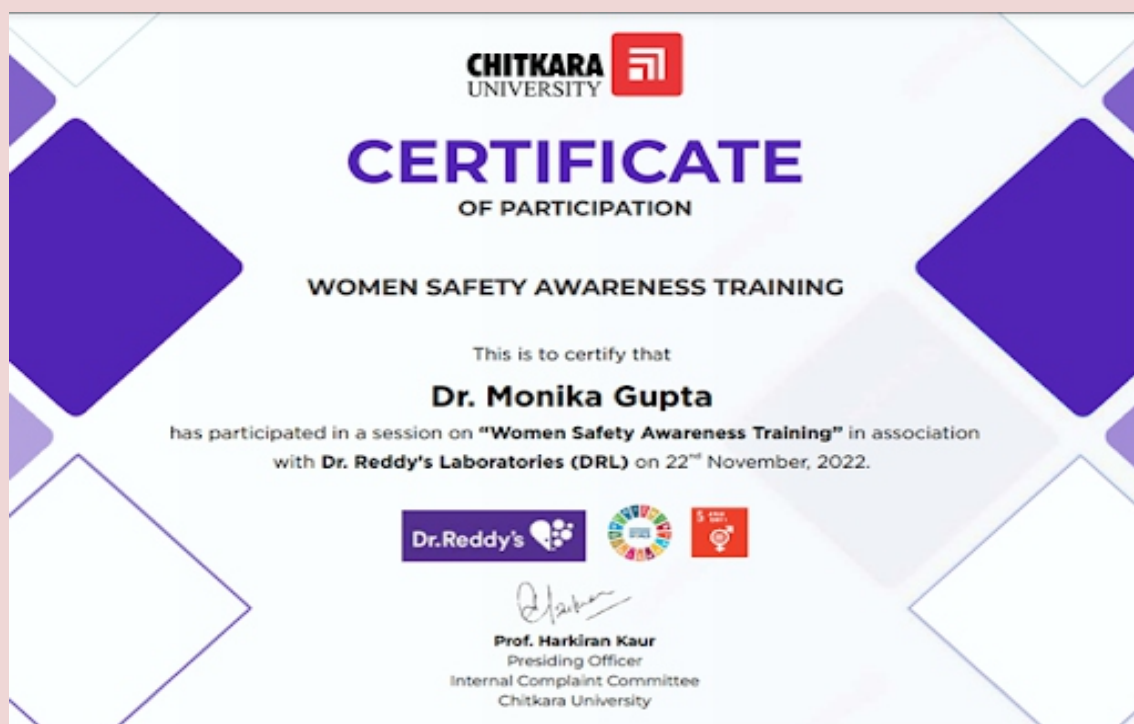 CHITKARA
UNIVERSITY
CERTIFICATE
OF PARTICIPATION
WOMEN SAFETY AWARENESS TRAINING
This is to certify that
Dr. Monika Gupta
has participated in a session on “Women Safety Awareness Training” in association
with Dr. Reddy's Laboratories (DRL) on 22nd November, 2022.
Dr.Reddy's
5
Prof. Harkiran Kaur
Presiding Officer
Internal Complaint Committee
Chitkara University